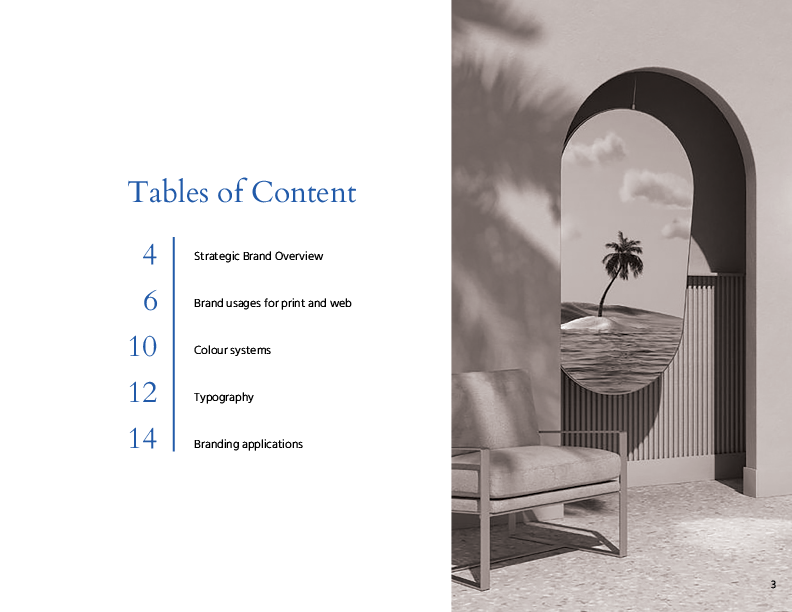 Tables of Content
4 Strategic Brand Overview
6 Brand usages for print and web
10 Colour systems
12 Typography
14 Branding applications
3